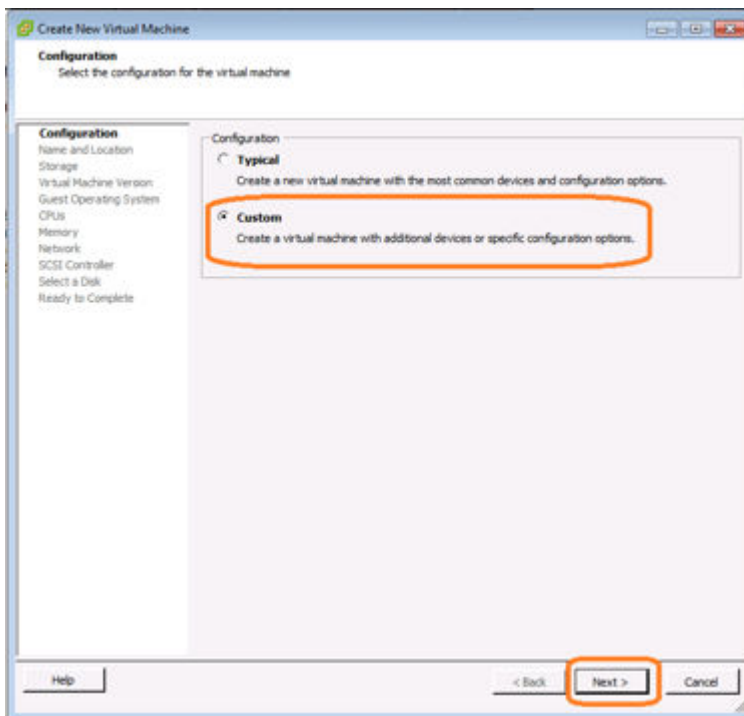 Create New Virtual Machine
Configuration
Select the configuration for the virtual machine
Configuration
Name and Location
Storage
Virtual Machine Version
Guest Operating System
CPUs
Memory
Network
SCSI Controller
Select a Disk
Ready to Complete
Configuration
Typical
Create a new virtual machine with the most common devices and configuration options.
Custom
Create a virtual machine with additional devices or specific configuration options.
Help
< Back
Next >
Cancel